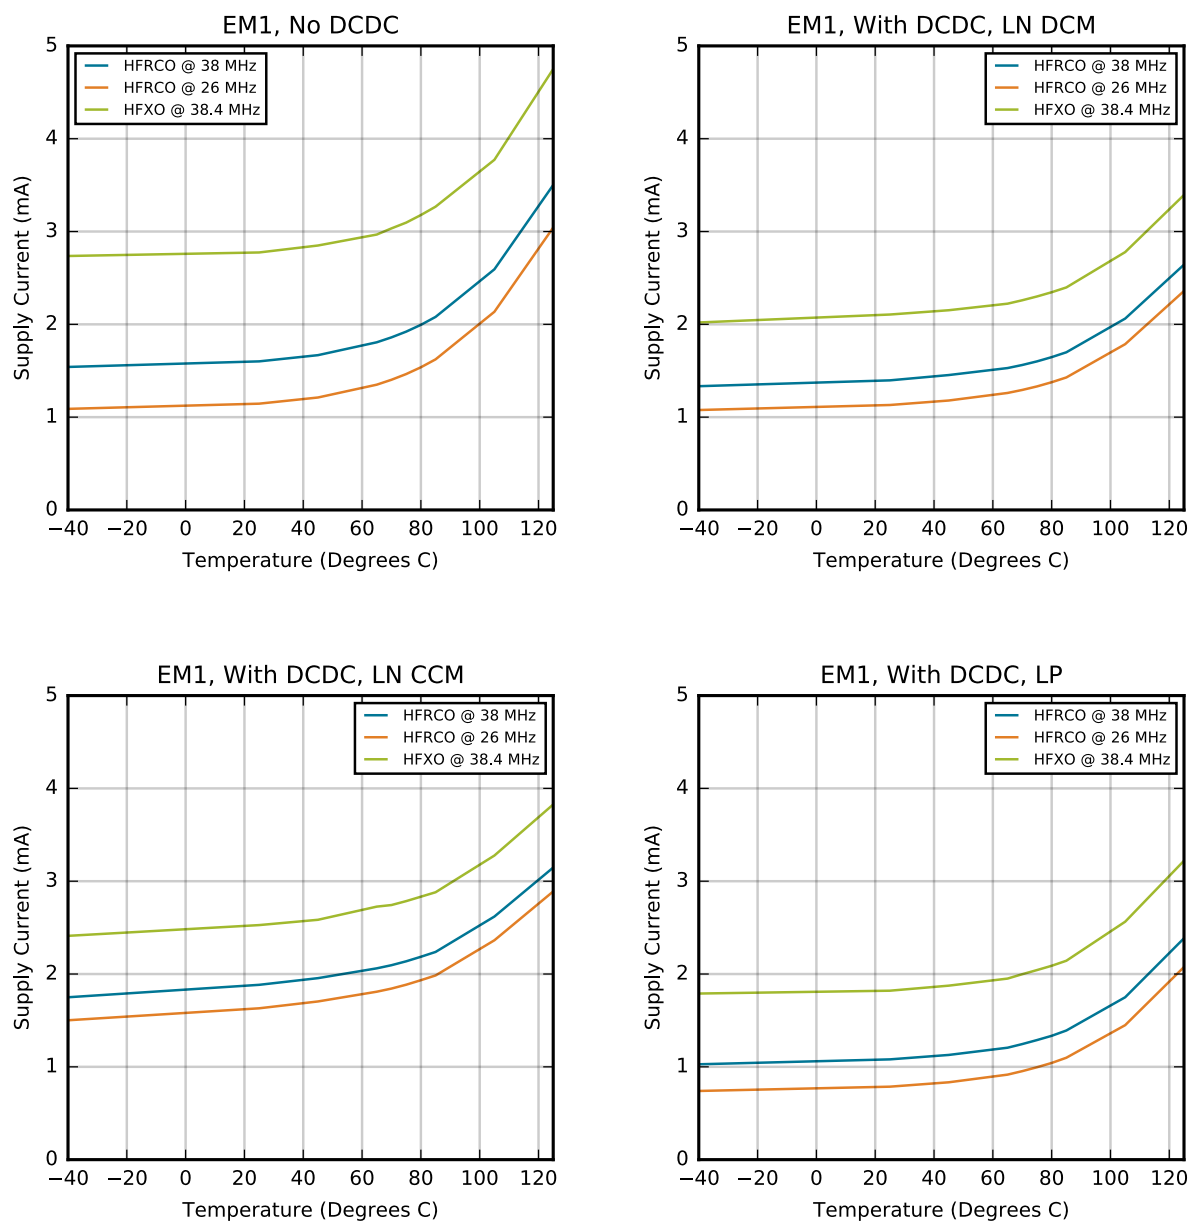 EM1, No DCDC
HFRCO @ 38 MHz
HFRCO @ 26 MHz
HFXO @ 38.4 MHz
Supply Current (mA)
5
4
3
2
1
0
−40 −20 0 20 40 60 80 100 120
Temperature (Degrees C)
EM1, With DCDC, LN DCM
HFRCO @ 38 MHz
HFRCO @ 26 MHz
HFXO @ 38.4 MHz
Supply Current (mA)
5
4
3
2
1
0
−40 −20 0 20 40 60 80 100 120
Temperature (Degrees C)
EM1, With DCDC, LN CCM
HFRCO @ 38 MHz
HFRCO @ 26 MHz
HFXO @ 38.4 MHz
Supply Current (mA)
5
4
3
2
1
0
−40 −20 0 20 40 60 80 100 120
Temperature (Degrees C)
EM1, With DCDC, LP
HFRCO @ 38 MHz
HFRCO @ 26 MHz
HFXO @ 38.4 MHz
Supply Current (mA)
5
4
3
2
1
0
−40 −20 0 20 40 60 80 100 120
Temperature (Degrees C)